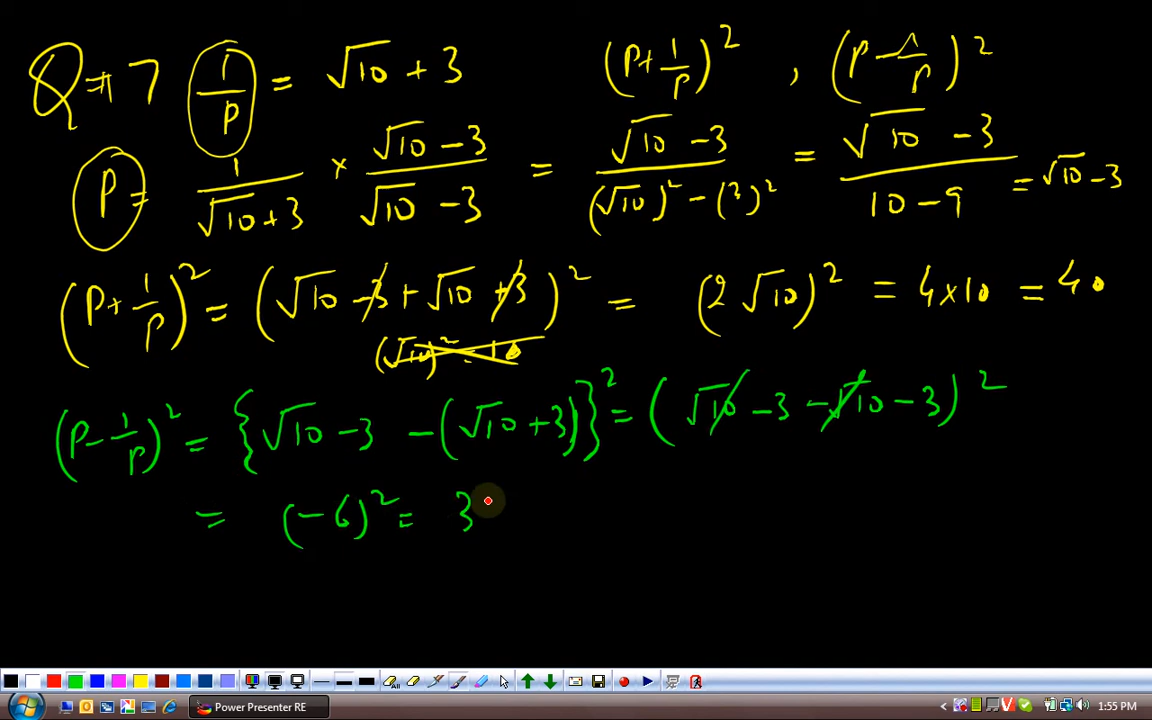 Q#7 1/P = √10 + 3 (P+1/P)² , (P-1/P)²
P = 1/(√10+3) × (√10-3)/(√10-3) = (√10-3)/((√10)²-(3)²) = (√10-3)/(10-9) = √10-3
(P+1/P)² = (√10-3+√10+3)² = (2√10)² = 4×10 = 40
(P-1/P)² = {√10-3 -(√10+3)}² = (√10-3-√10-3)²
= (-6)² = 3
Power Presenter RE
1:55 PM